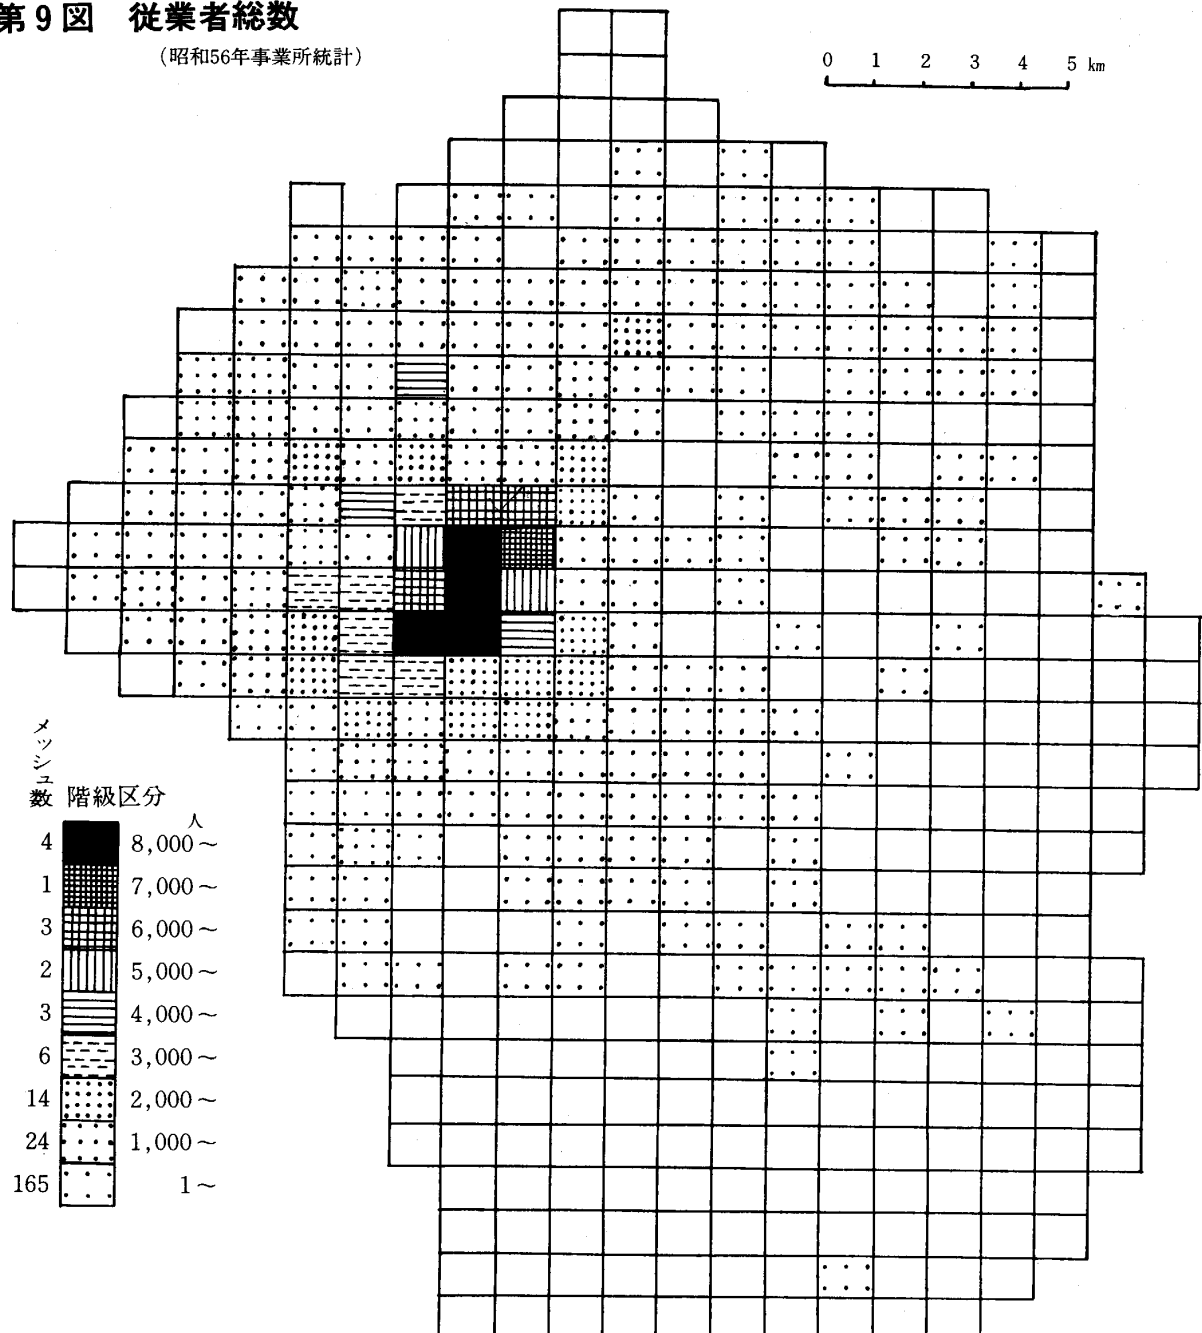 第9図 従業者総数
(昭和56年事業所統計)
0 1 2 3 4 5 km
メッシュ数 階級区分
人
4 8,000～
1 7,000～
3 6,000～
2 5,000～
3 4,000～
6 3,000～
14 2,000～
24 1,000～
165 1～